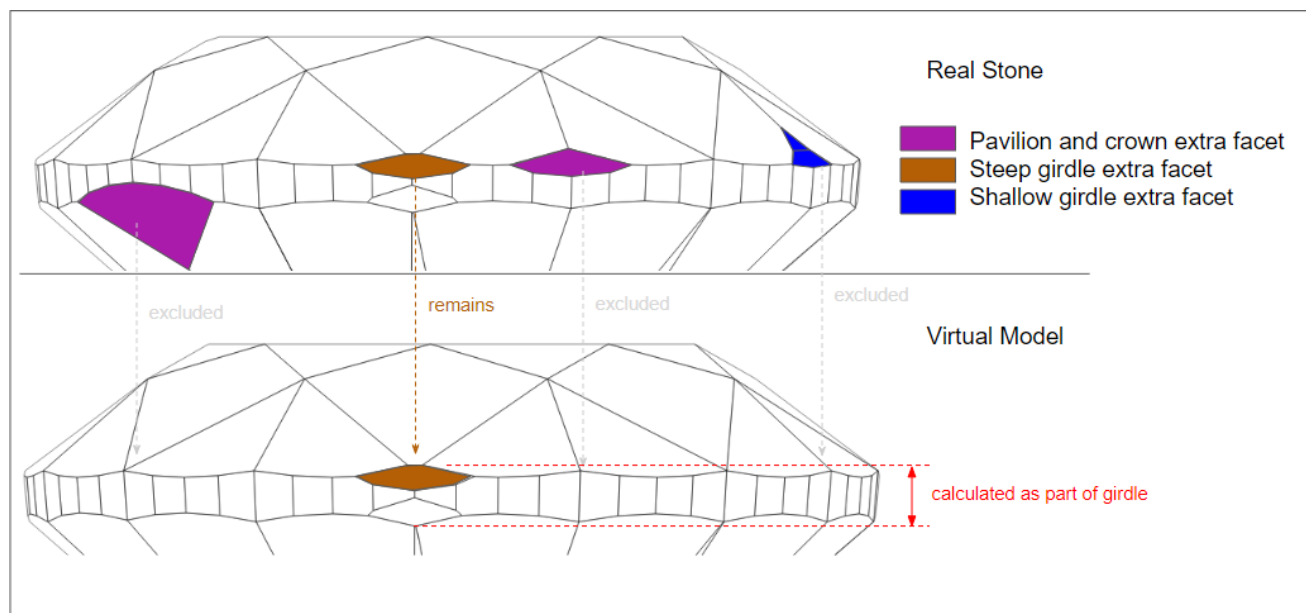 Real Stone
Pavilion and crown extra facet
Steep girdle extra facet
Shallow girdle extra facet
excluded
remains
excluded
excluded
Virtual Model
calculated as part of girdle